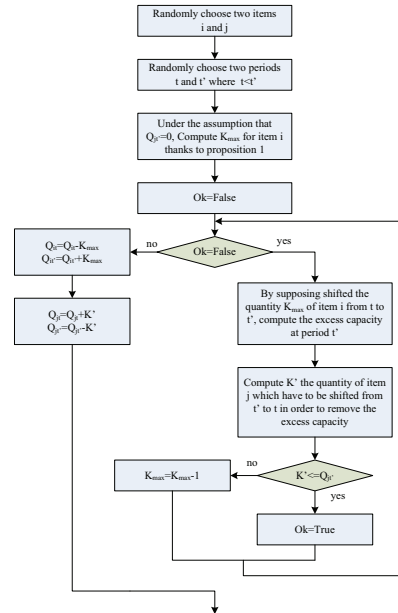 Randomly choose two items
i and j
Randomly choose two periods
t and t' where t<t'
Under the assumption that
Qjt'=0, Compute Kmax for item i
thanks to proposition 1
Ok=False
no
Ok=False
yes
Qit=Qit-Kmax
Qit'=Qit'+Kmax
Qjt=Qjt+K'
Qjt'=Qjt'-K'
By supposing shifted the
quantity Kmax of item i from t to
t', compute the excess capacity
at period t'
Compute K' the quantity of item
j which have to be shifted from
t' to t in order to remove the
excess capacity
no
K'<=Qjt'
yes
Kmax=Kmax-1
Ok=True